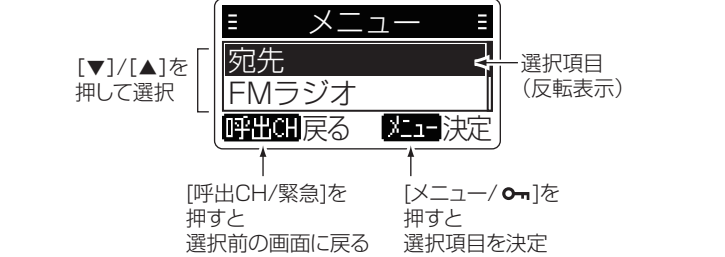 メニュー
[▼]/[▲]を
押して選択
宛先
FMラジオ
選択項目
（反転表示）
呼出CH 戻る メニュー 決定
[呼出CH/緊急]を
押すと
選択前の画面に戻る
[メニュー/ ]を
押すと
選択項目を決定